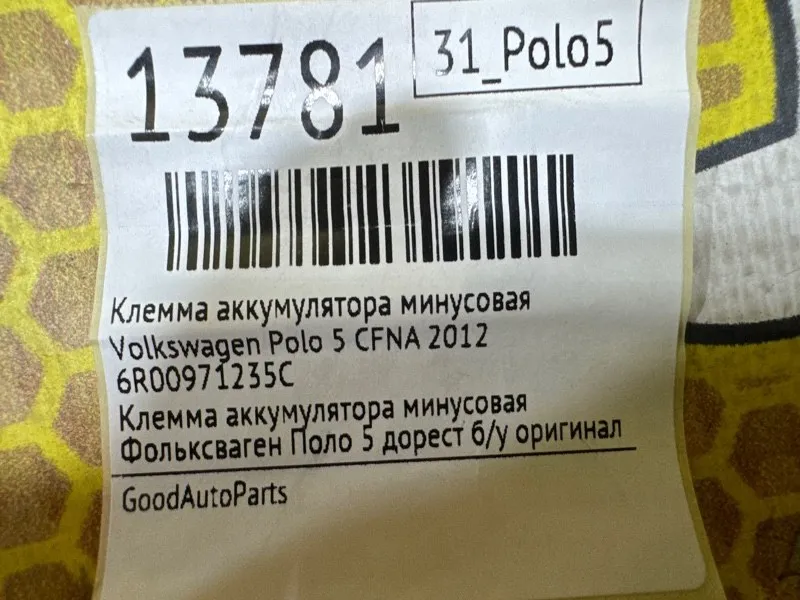 13781
31_Polo5
Клемма аккумулятора минусовая
Volkswagen Polo 5 CFNA 2012
6R00971235C
Клемма аккумулятора минусовая
Фольксваген Поло 5 дорест б/у оригинал
GoodAutoParts